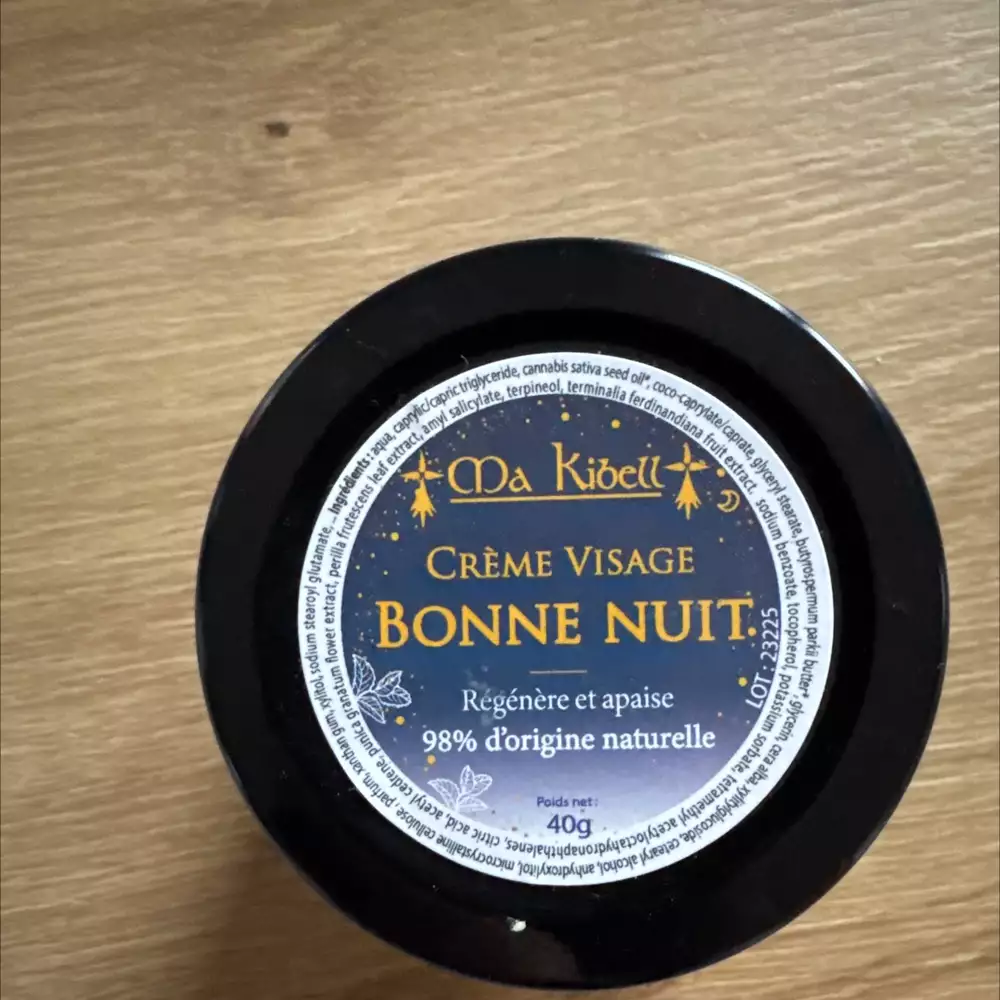 Ma Kibell
CRÈME VISAGE
BONNE NUIT
Régénère et apaise
98% d'origine naturelle
Poids net :
40g
LOT : 23225
Ingrédients : aqua, caprylic/capric triglyceride, cannabis sativa seed oil*, coco-caprylate/caprate, glyceryl stearate, butyrospermum parkii butter*, glycerin, cera alba, xylitylglucoside, cetearyl alcohol, anhydroxylitol, microcrystalline cellulose, parfum, xanthan gum, xylitol, sodium stearoyl glutamate,
perilla frutescens leaf extract, amyl salicylate, terpineol, terminalia ferdinandiana fruit extract, sodium benzoate, tocopherol, potassium sorbate, tetramethyl acetyloctahydronaphthalenes, citric acid, acetyl cedrene, punica granatum flower extract,